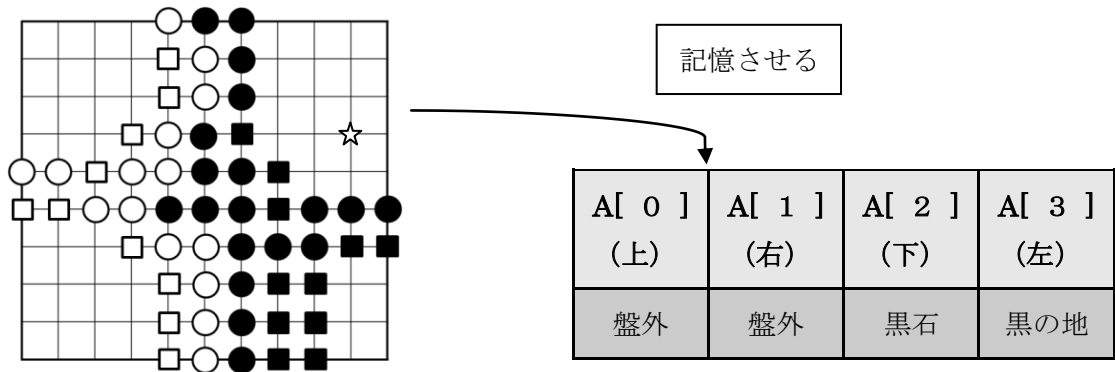 記憶させる
A[ 0 ] A[ 1 ] A[ 2 ] A[ 3 ]
(上) (右) (下) (左)
盤外 盤外 黒石 黒の地